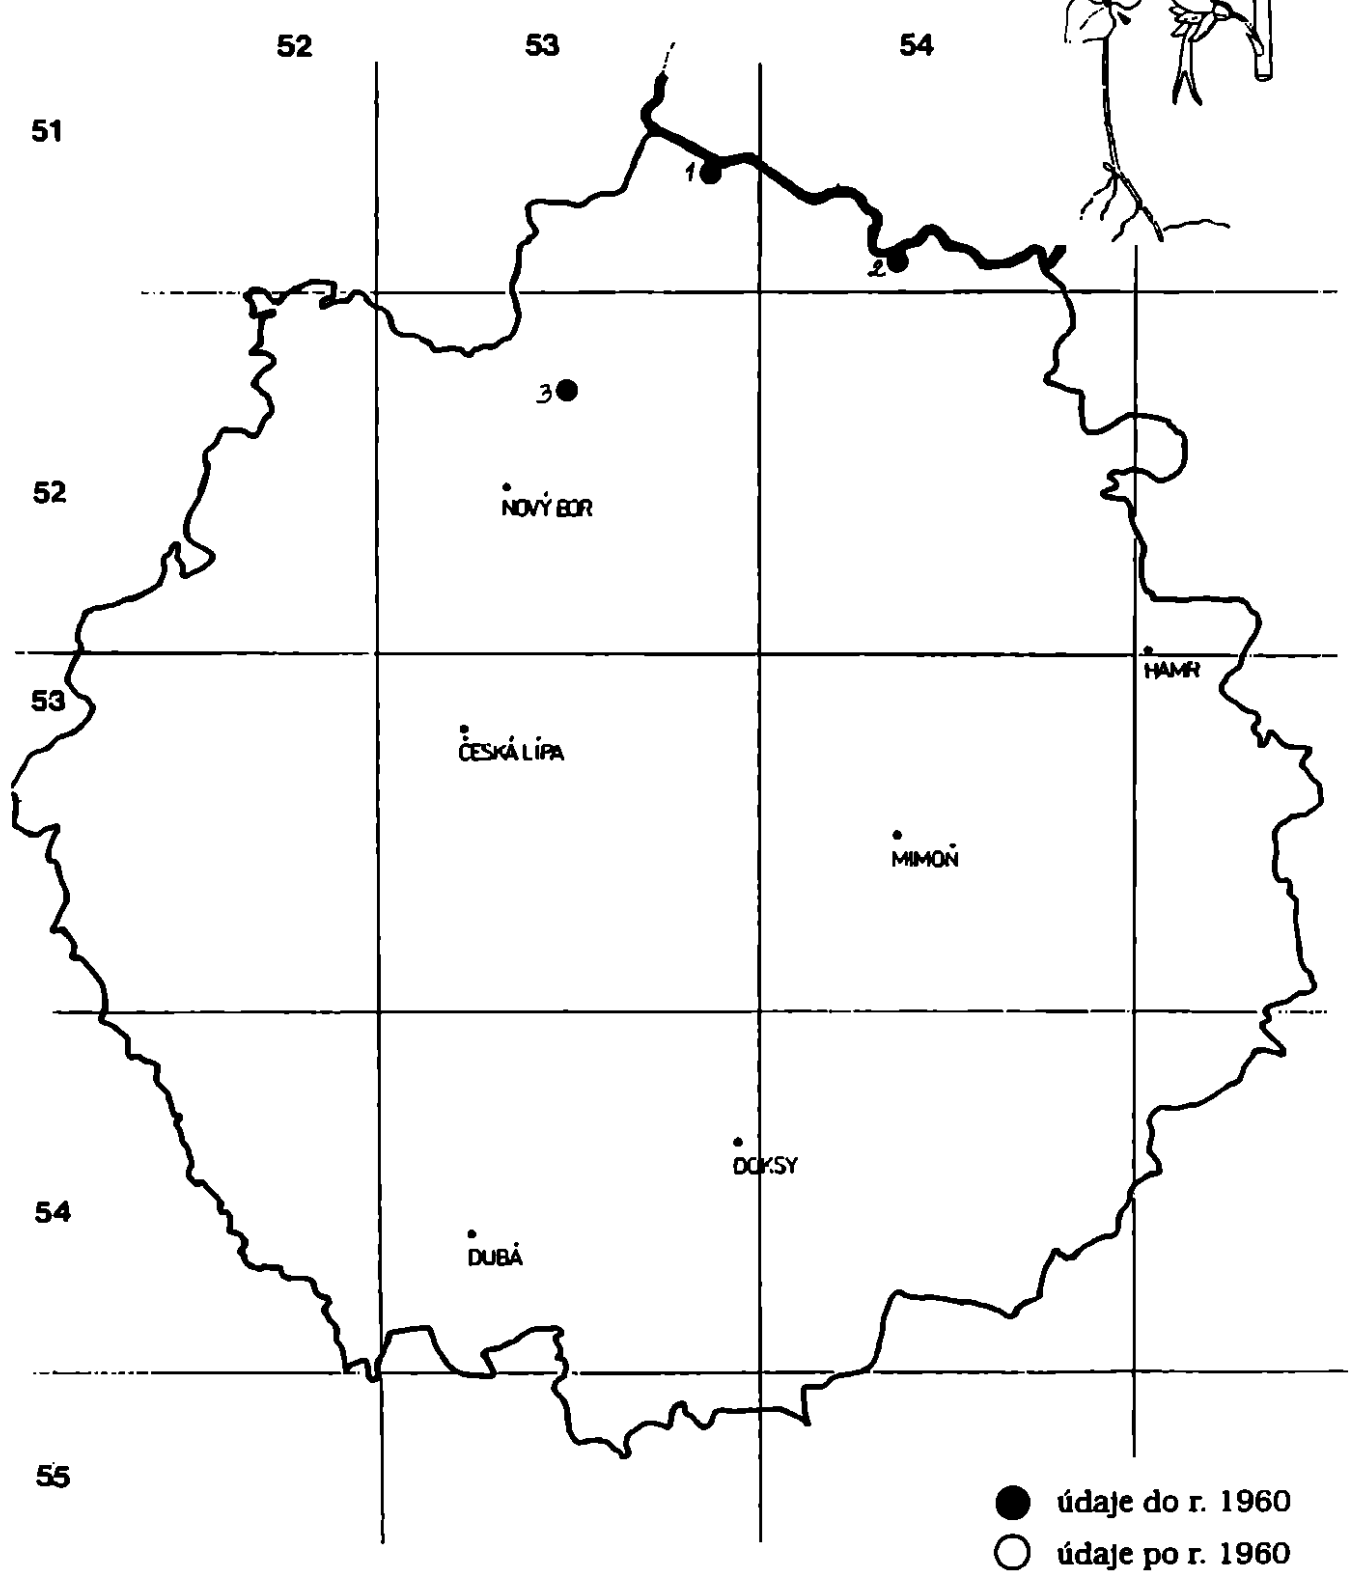 52 53 54
51
1
2
3
52
NOVÝ BOR
HAMR
53
ČESKÁ LÍPA
MIMOŇ
DOKSY
54
DUBÁ
55
údaje do r. 1960
údaje po r. 1960